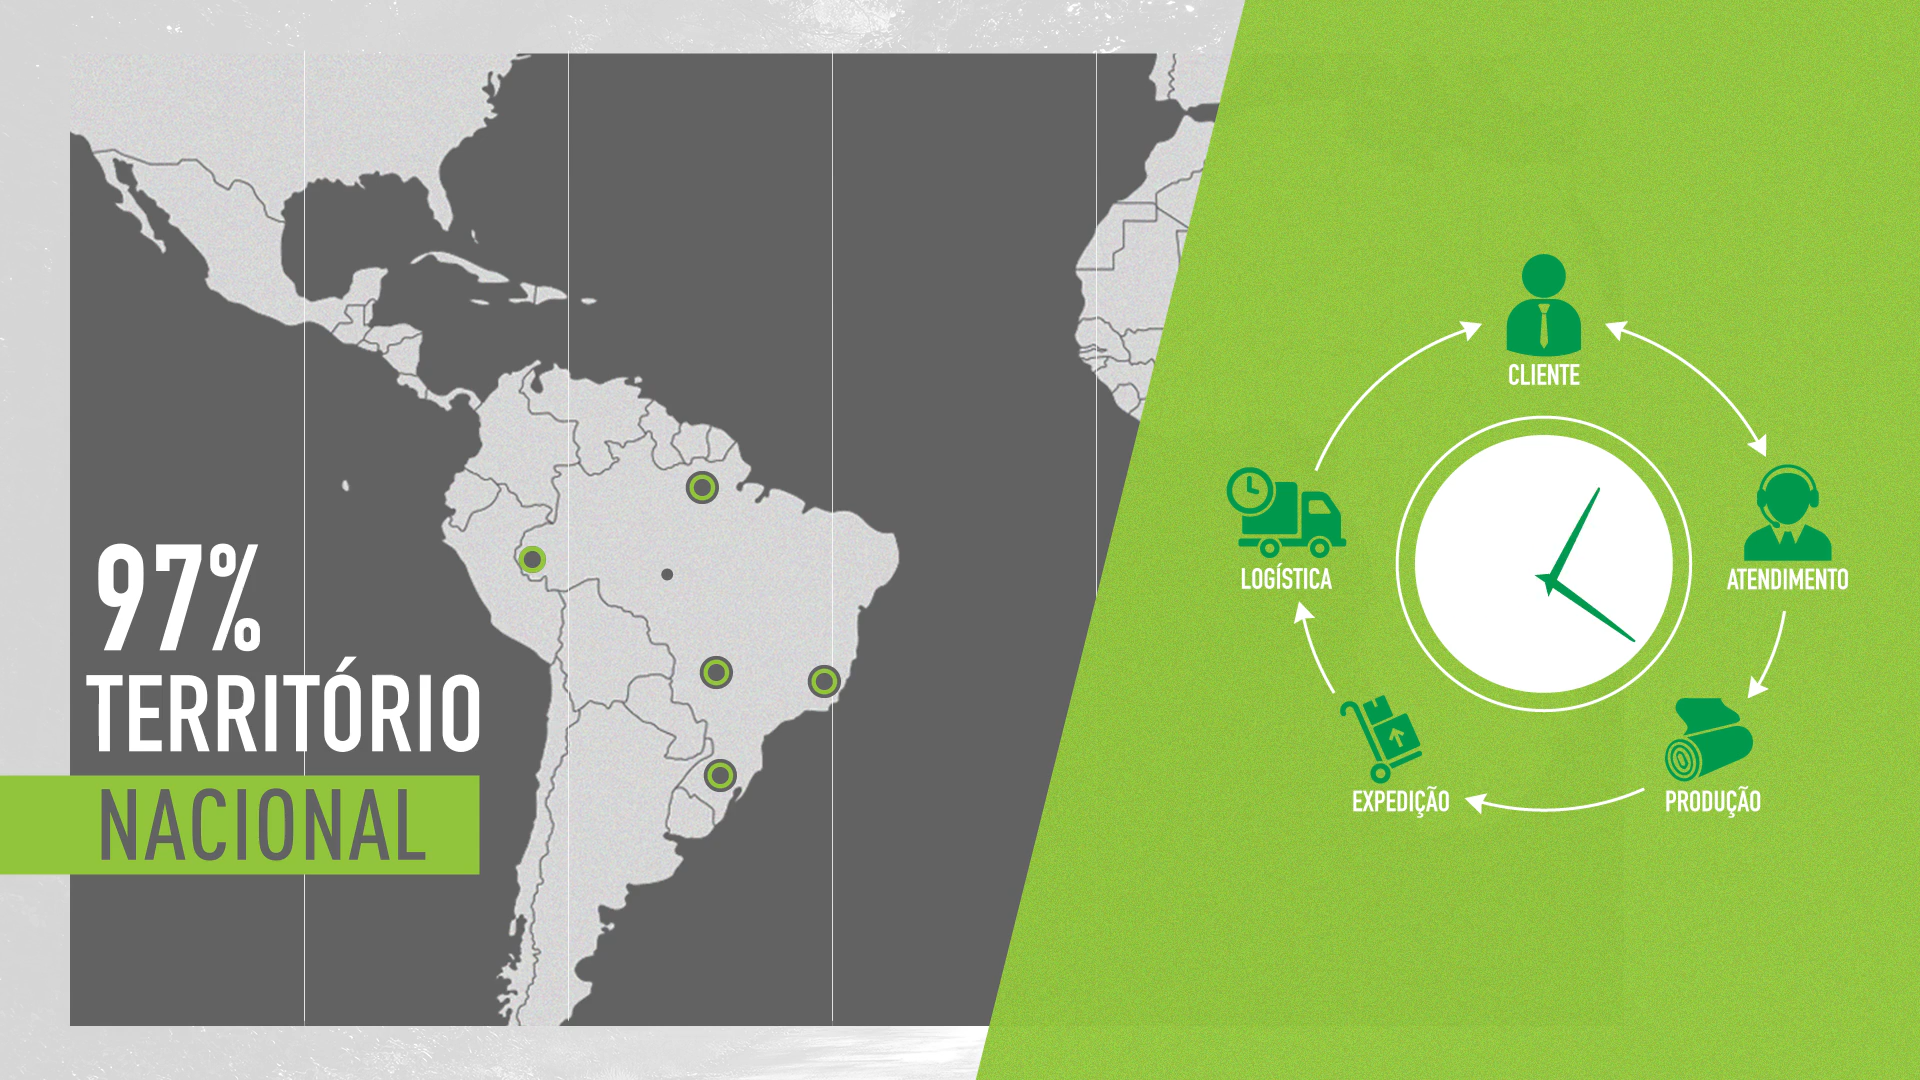 97%
TERRITÓRIO
NACIONAL
CLIENTE
LOGÍSTICA
ATENDIMENTO
EXPEDIÇÃO
PRODUÇÃO